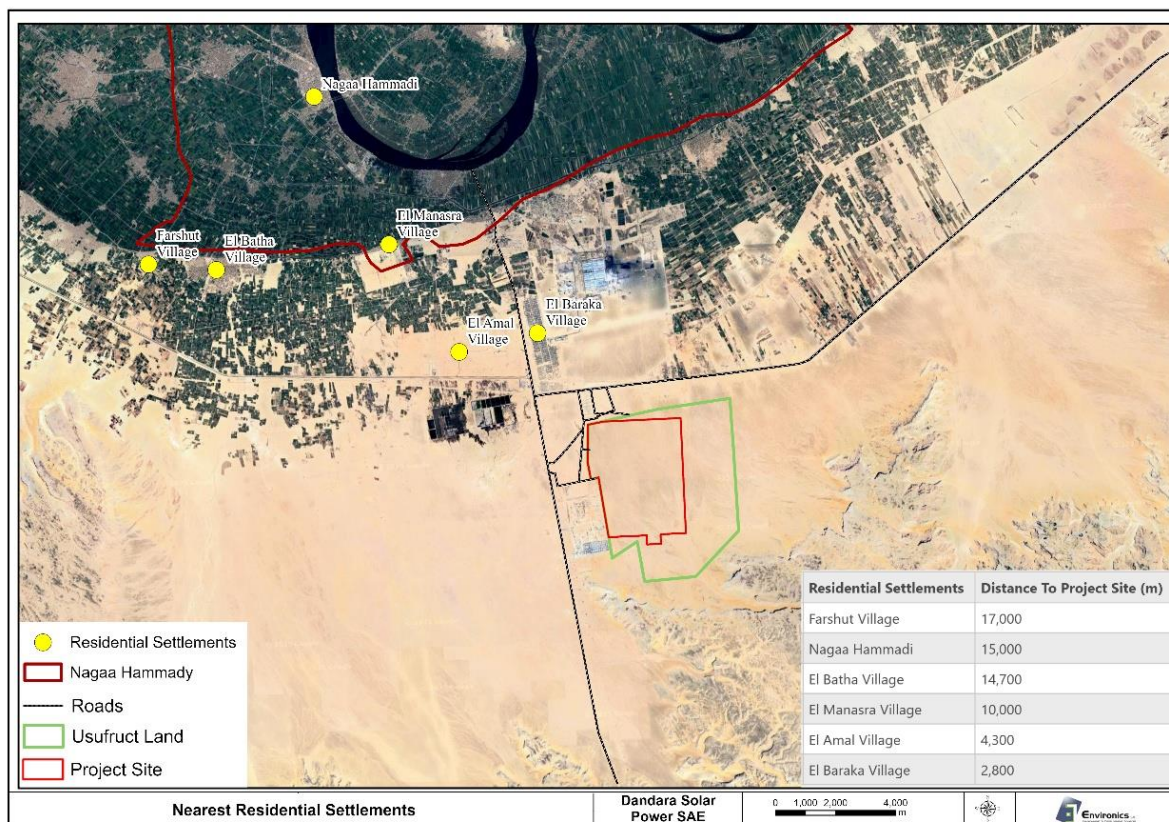 Nagaa Hammadi
El Manasra
Village
Farshut
Village
El Batha
Village
El Baraka
Village
El Amal
Village
Residential Settlements
Nagaa Hammady
Roads
Usufruct Land
Project Site
Residential Settlements Distance To Project Site (m)
Farshut Village 17,000
Nagaa Hammadi 15,000
El Batha Village 14,700
El Manasra Village 10,000
El Amal Village 4,300
El Baraka Village 2,800
Nearest Residential Settlements
Dandara Solar
Power SAE
0 1,000 2,000 4,000
m
Environics